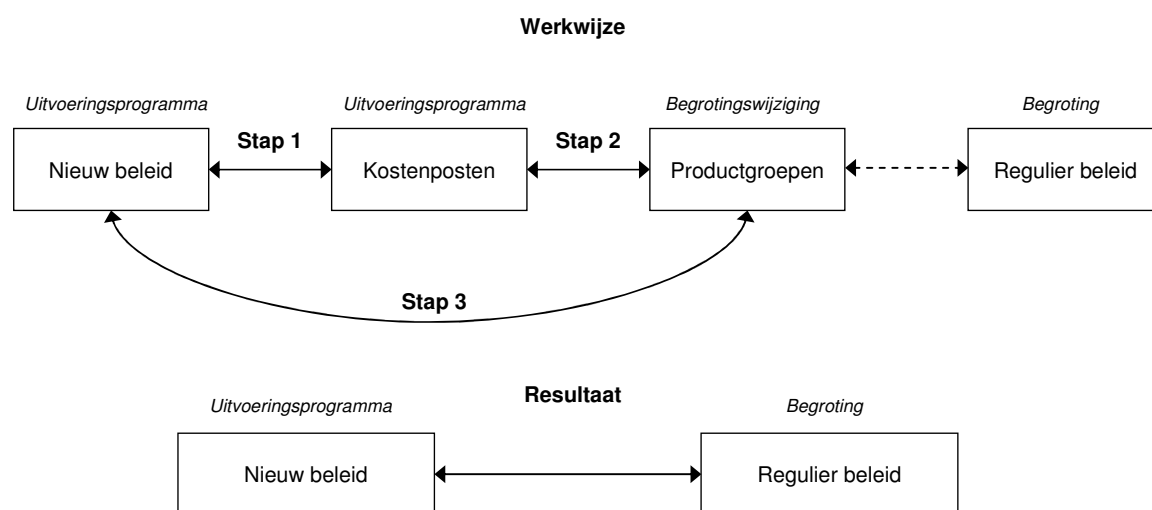 Werkwijze
Uitvoeringsprogramma Uitvoeringsprogramma Begrotingswijziging Begroting
Stap 1 Stap 2
Nieuw beleid Kostenposten Productgroepen Regulier beleid
Stap 3
Resultaat
Uitvoeringsprogramma Begroting
Nieuw beleid Regulier beleid